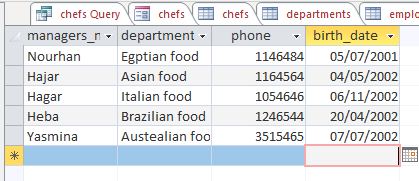 chefs Query chefs chefs departments emplo
managers_n department phone birth_date
Nourhan Egptian food 1146484 05/07/2001
Hajar Asian food 1164564 04/05/2002
Hagar Italian food 1054646 06/11/2002
Heba Brazilian food 1246544 20/04/2002
Yasmina Austealian foo 3515465 07/07/2002